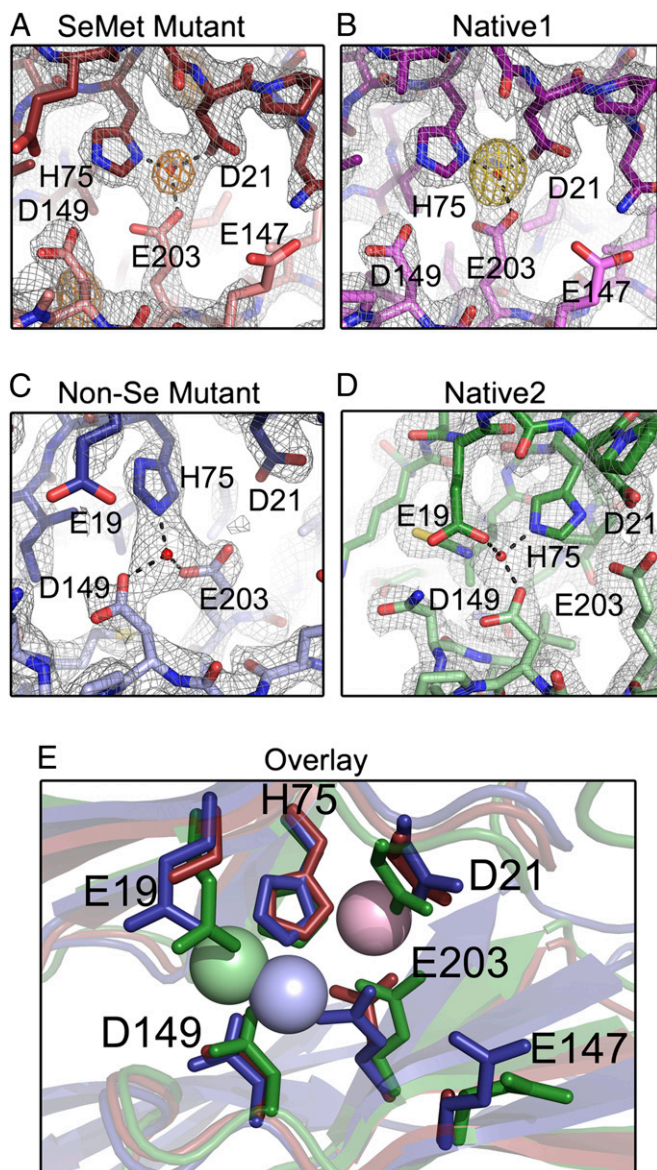 A SeMet Mutant
H75
D21
D149
E203
E147
B Native1
H75
D21
D149
E203
E147
C Non-Se Mutant
H75
D21
E19
D149
E203
D Native2
E19
D21
H75
D149
E203
E Overlay
H75
E19
D21
E203
D149
E147